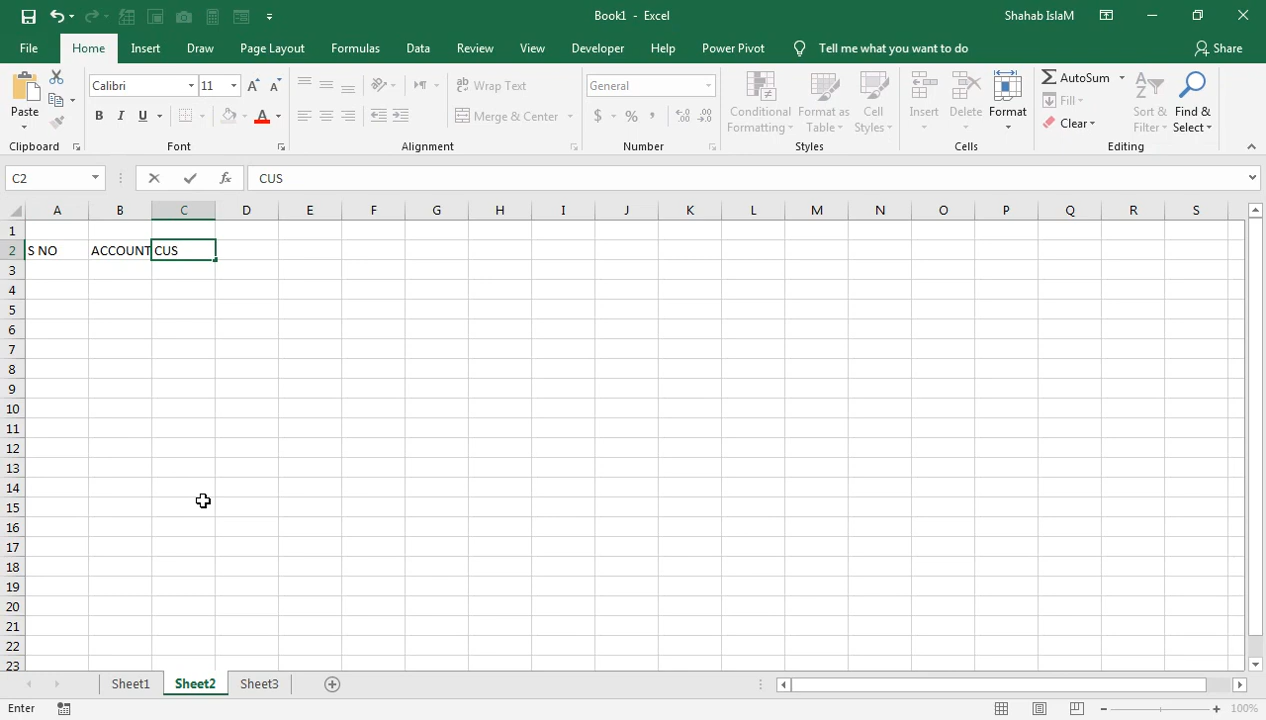 Book1 - Excel
Shahab IslaM
File Home Insert Draw Page Layout Formulas Data Review View Developer Help Power Pivot Tell me what you want to do Share
Calibri 11 Wrap Text General Conditional Formatting Format as Table Cell Styles Insert Delete Format AutoSum Fill Clear Sort & Filter Find & Select
Paste B I U A Merge & Center $ % ,
Clipboard Font Alignment Number Styles Cells Editing
C2 fx CUS
A B C D E F G H I J K L M N O P Q R S
1
2 S NO ACCOUNT CUS
3
4
5
6
7
8
9
10
11
12
13
14
15
16
17
18
19
20
21
22
23
Sheet1 Sheet2 Sheet3
Enter 100%